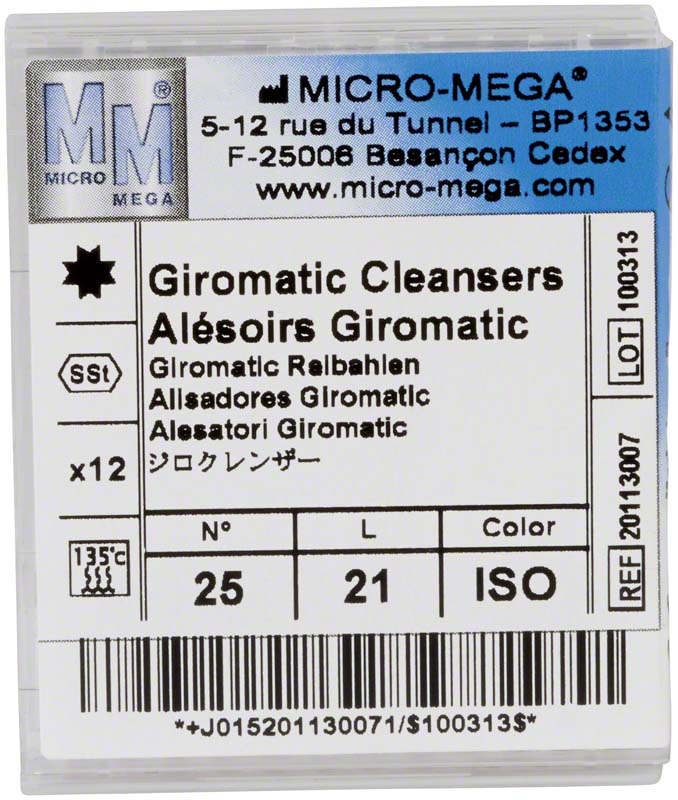 MM®
MICRO
MEGA
MICRO-MEGA®
5-12 rue du Tunnel – BP1353
F-25006 Besançon Cedex
www.micro-mega.com
Giromatic Cleansers
Alésoirs Giromatic
Giromatic Reibahlen
Alisadores Giromatic
Alesatori Giromatic
ジロクレンザー
SSt
x12
135°c
N° L Color
25 21 ISO
LOT 100313
REF 20113007
*+J015201130071/$100313$*